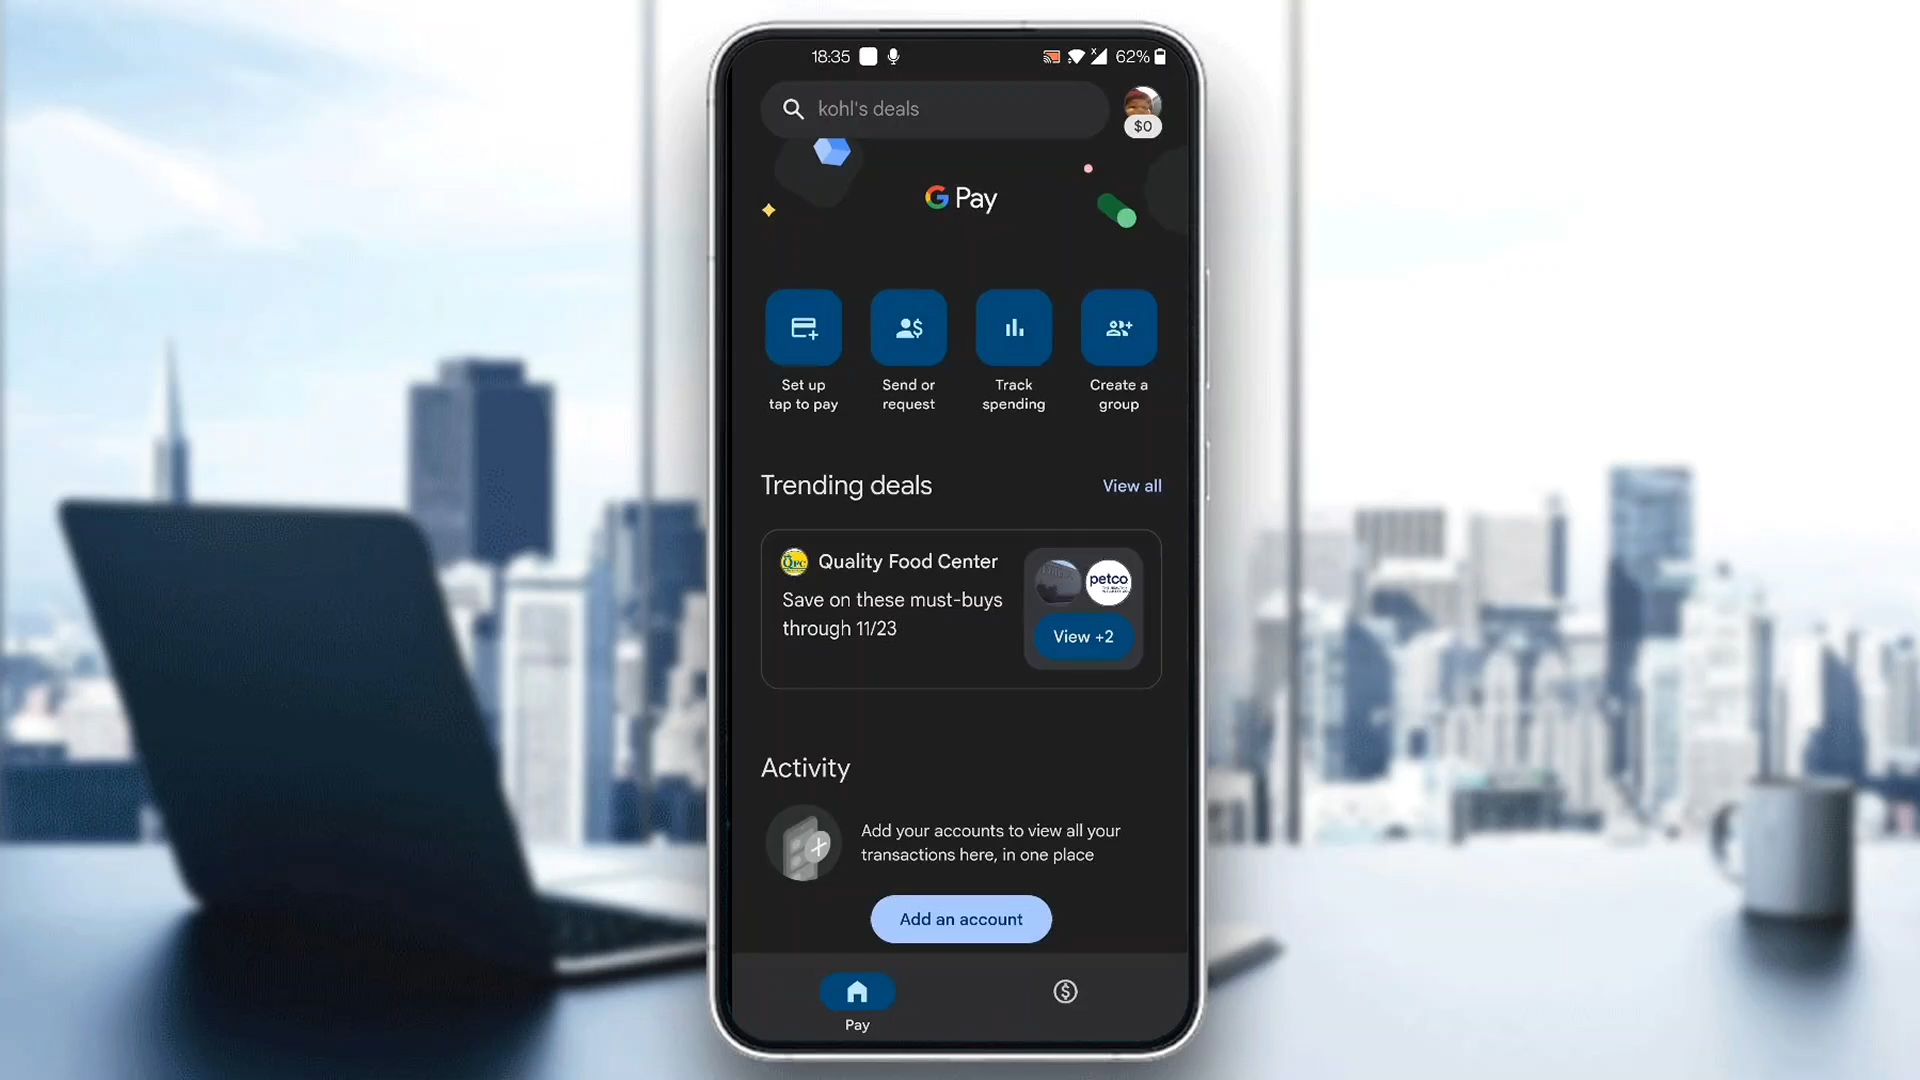 18:35
62%
kohl's deals
$0
G Pay
Set up
tap to pay
Send or
request
Track
spending
Create a
group
Trending deals
View all
QFC
Quality Food Center
Save on these must-buys
through 11/23
petco
View +2
Activity
Add your accounts to view all your
transactions here, in one place
Add an account
Pay